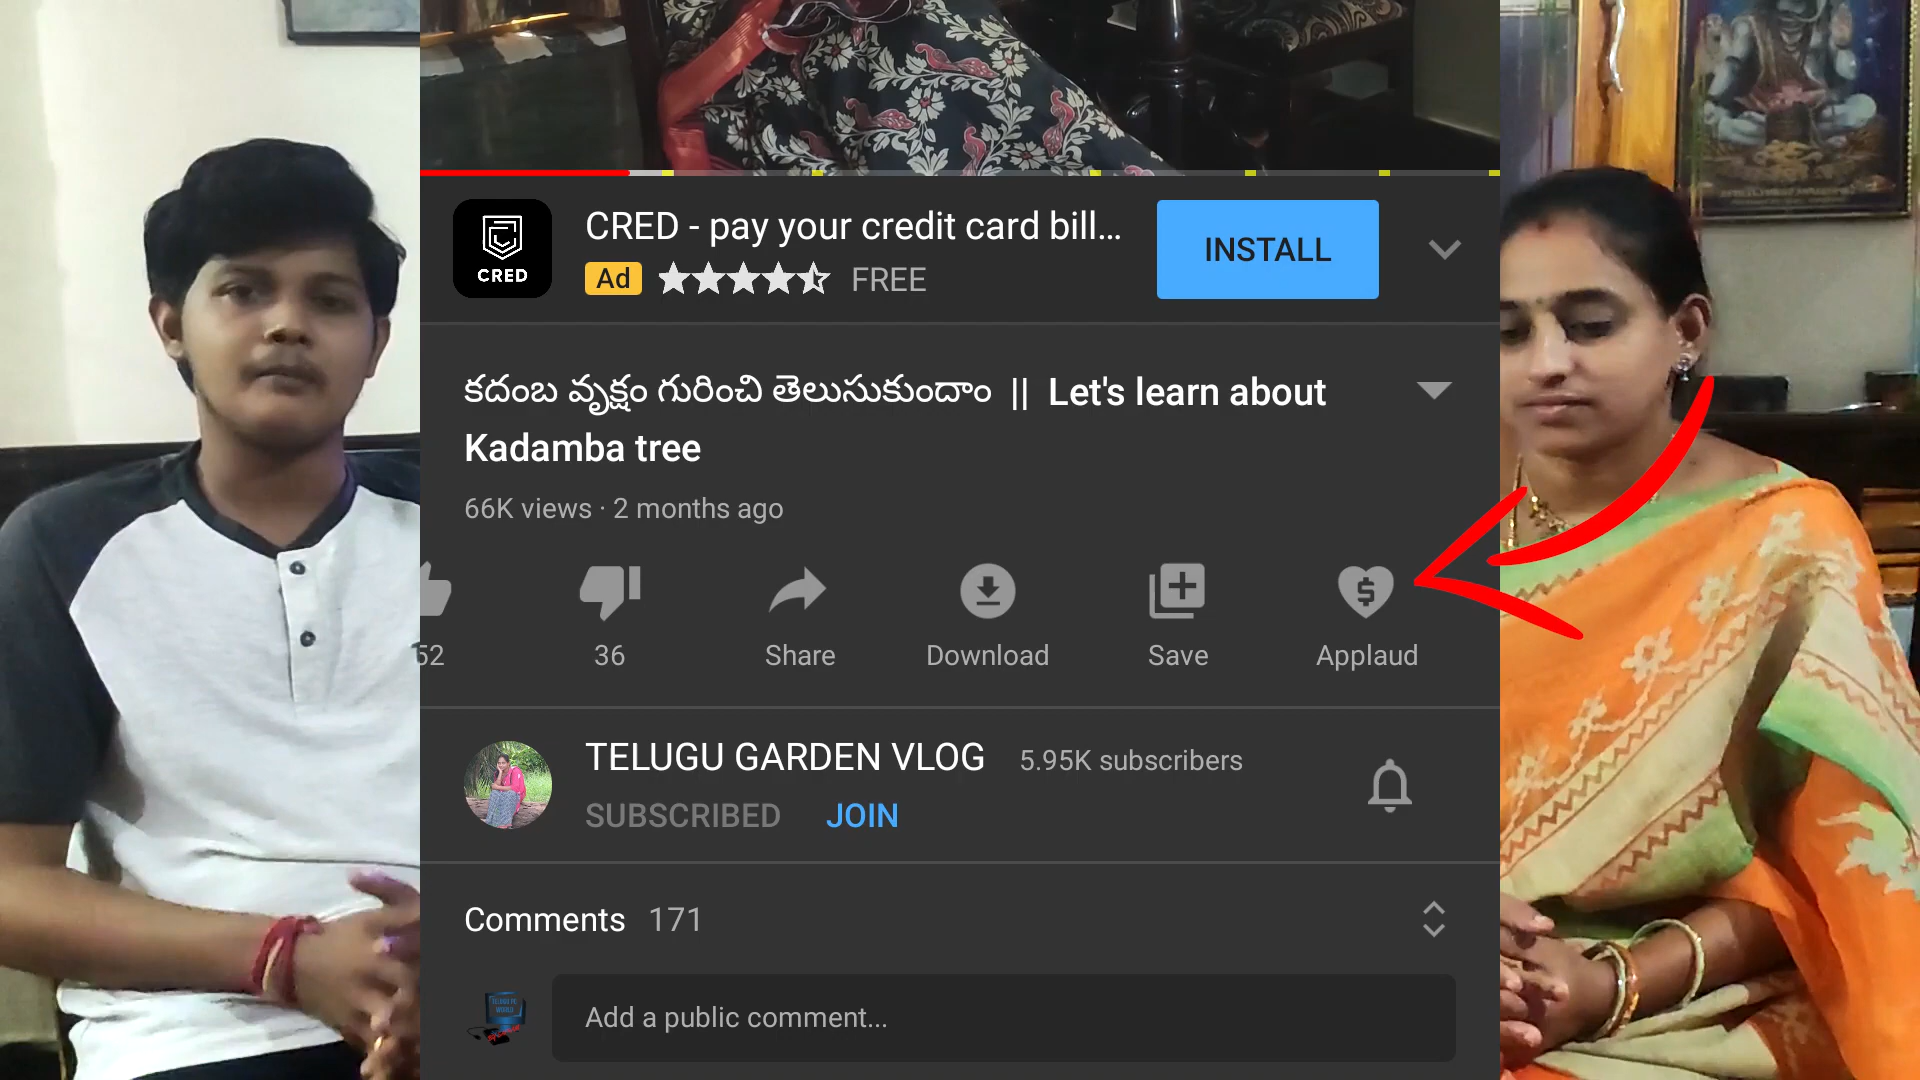 CRED - pay your credit card bill...
CRED
Ad
FREE
INSTALL
కదంబ వృక్షం గురించి తెలుసుకుందాం || Let's learn about
Kadamba tree
66K views · 2 months ago
52
36
Share
Download
Save
Applaud
TELUGU GARDEN VLOG 5.95K subscribers
SUBSCRIBED JOIN
Comments 171
Add a public comment...